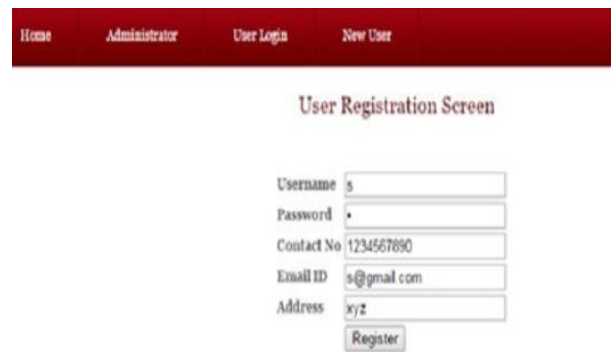 Home Administrator User Login New User
User Registration Screen
Username s
Password •
Contact No 1234567890
Email ID s@gmail.com
Address xyz
Register